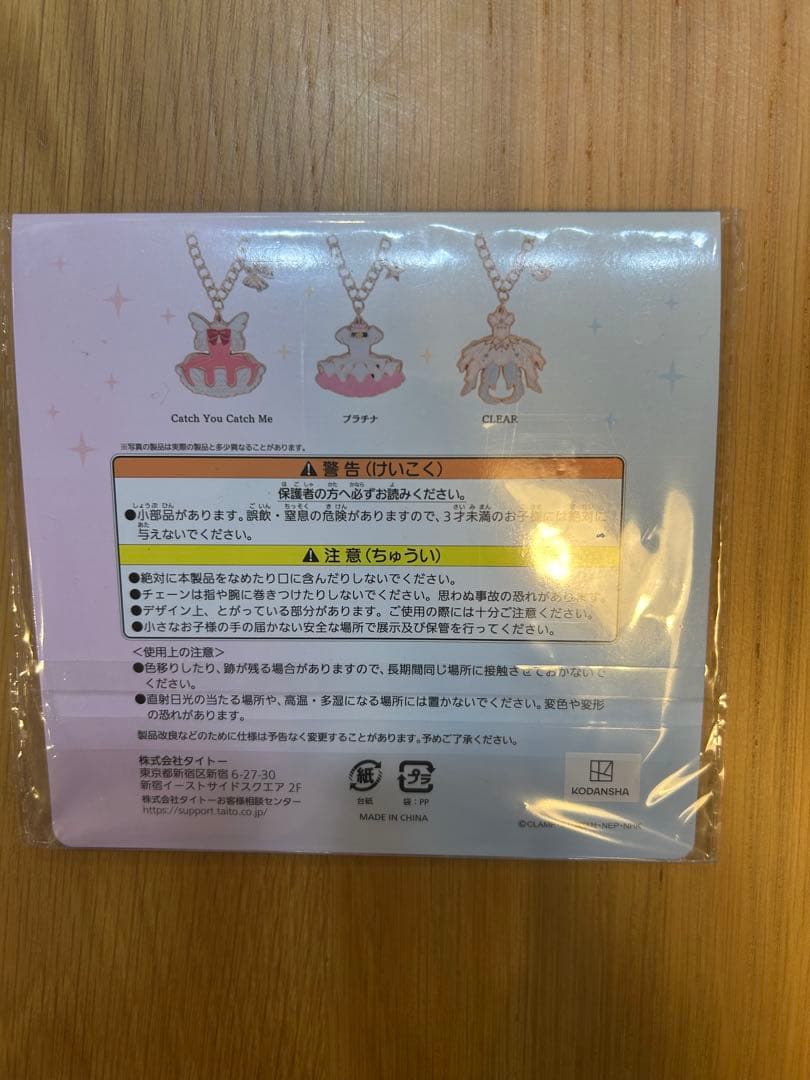 Catch You Catch Me
プラチナ
CLEAR
※写真の製品は実際の製品と多少異なることがあります。
警告(けいこく)
保護者の方へ必ずお読みください。
●小部品があります。誤飲・窒息の危険がありますので、3才未満のお子様には絶対に
与えないでください。
注意(ちゅうい)
●絶対に本製品をなめたり口に含んだりしないでください。
●チェーンは指や腕に巻きつけたりしないでください。思わぬ事故の恐れがあります。
●デザイン上、とがっている部分があります。ご使用の際には十分ご注意ください。
●小さなお子様の手の届かない安全な場所で展示及び保管を行ってください。
<使用上の注意>
●色移りしたり、跡が残る場合がありますので、長期間同じ場所に接触させておかないで
ください。
●直射日光の当たる場所や、高温・多湿になる場所には置かないでください。変色や変形
の恐れがあります。
製品改良などのために仕様は予告なく変更することがあります。予めご了承ください。
株式会社タイトー
東京都新宿区新宿 6-27-30
新宿イーストサイドスクエア 2F
株式会社タイトーお客様相談センター
https://support.taito.co.jp/
紙
台紙
プラ
袋:PP
MADE IN CHINA
KODANSHA
©CLAMP NEP・NHK